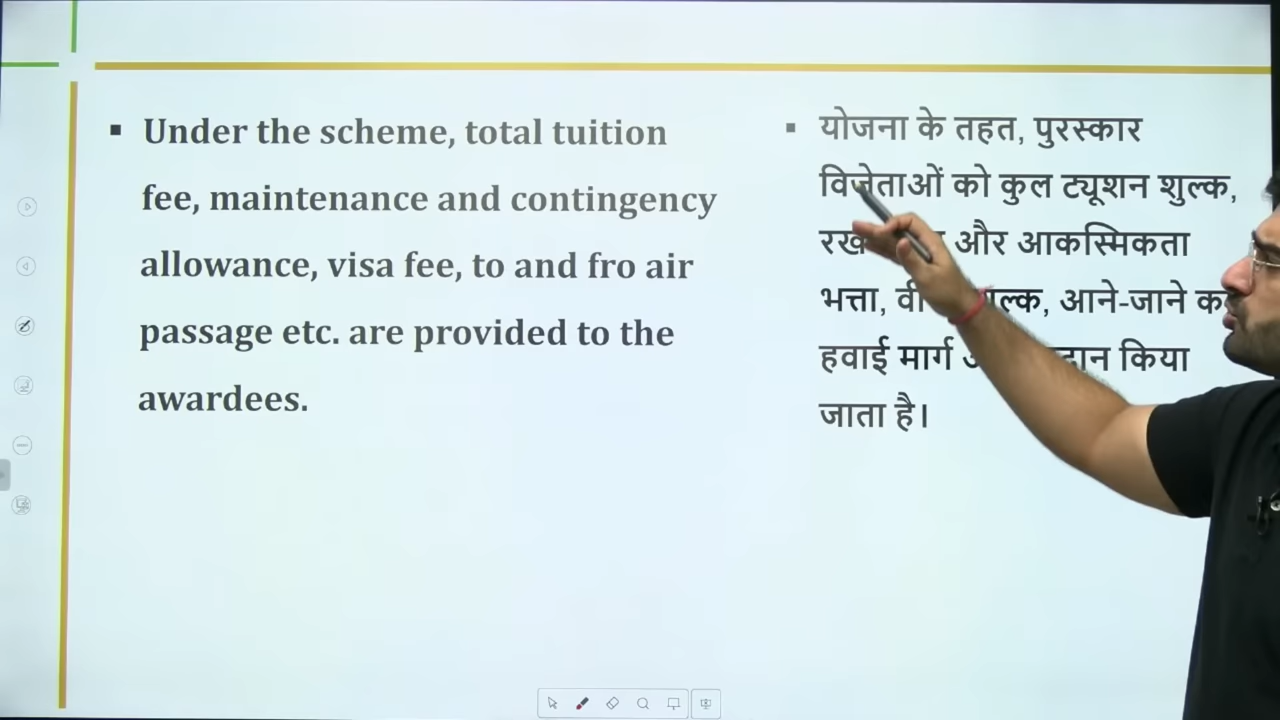 Under the scheme, total tuition
fee, maintenance and contingency
allowance, visa fee, to and fro air
passage etc. are provided to the
awardees.
योजना के तहत, पुरस्कार
विजेताओं को कुल ट्यूशन शुल्क,
और आकस्मिकता
भत्ता, आने-जाने
हवाई मार्ग किया
जाता है।